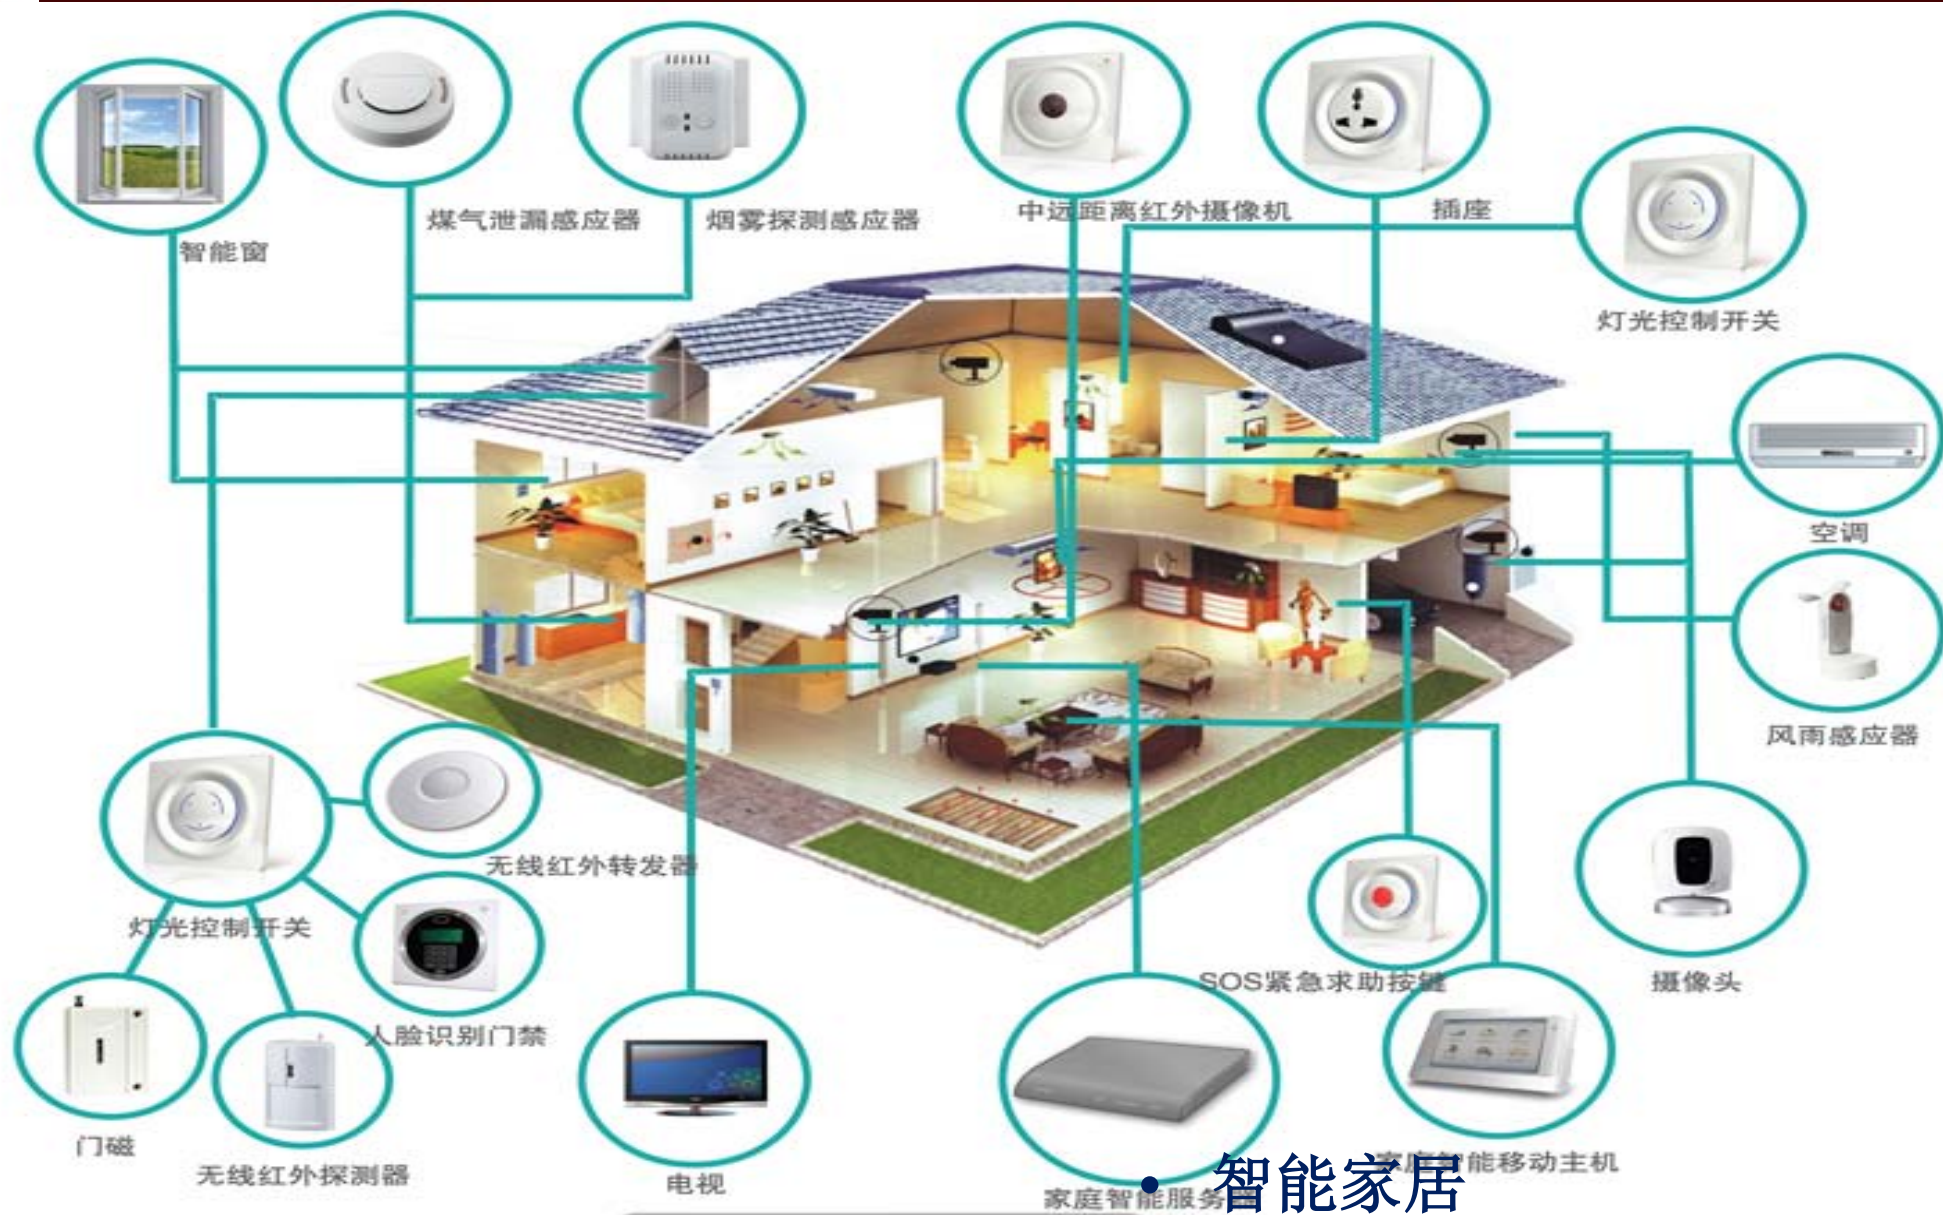 煤气泄漏感应器
烟雾探测感应器
中远距离红外摄像机
插座
智能窗
灯光控制开关
空调
风雨感应器
无线红外转发器
灯光控制开关
SOS紧急求助按键
摄像头
人脸识别门禁
门磁
无线红外探测器
电视
家庭智能移动主机
家庭智能服务器
• 智能家居